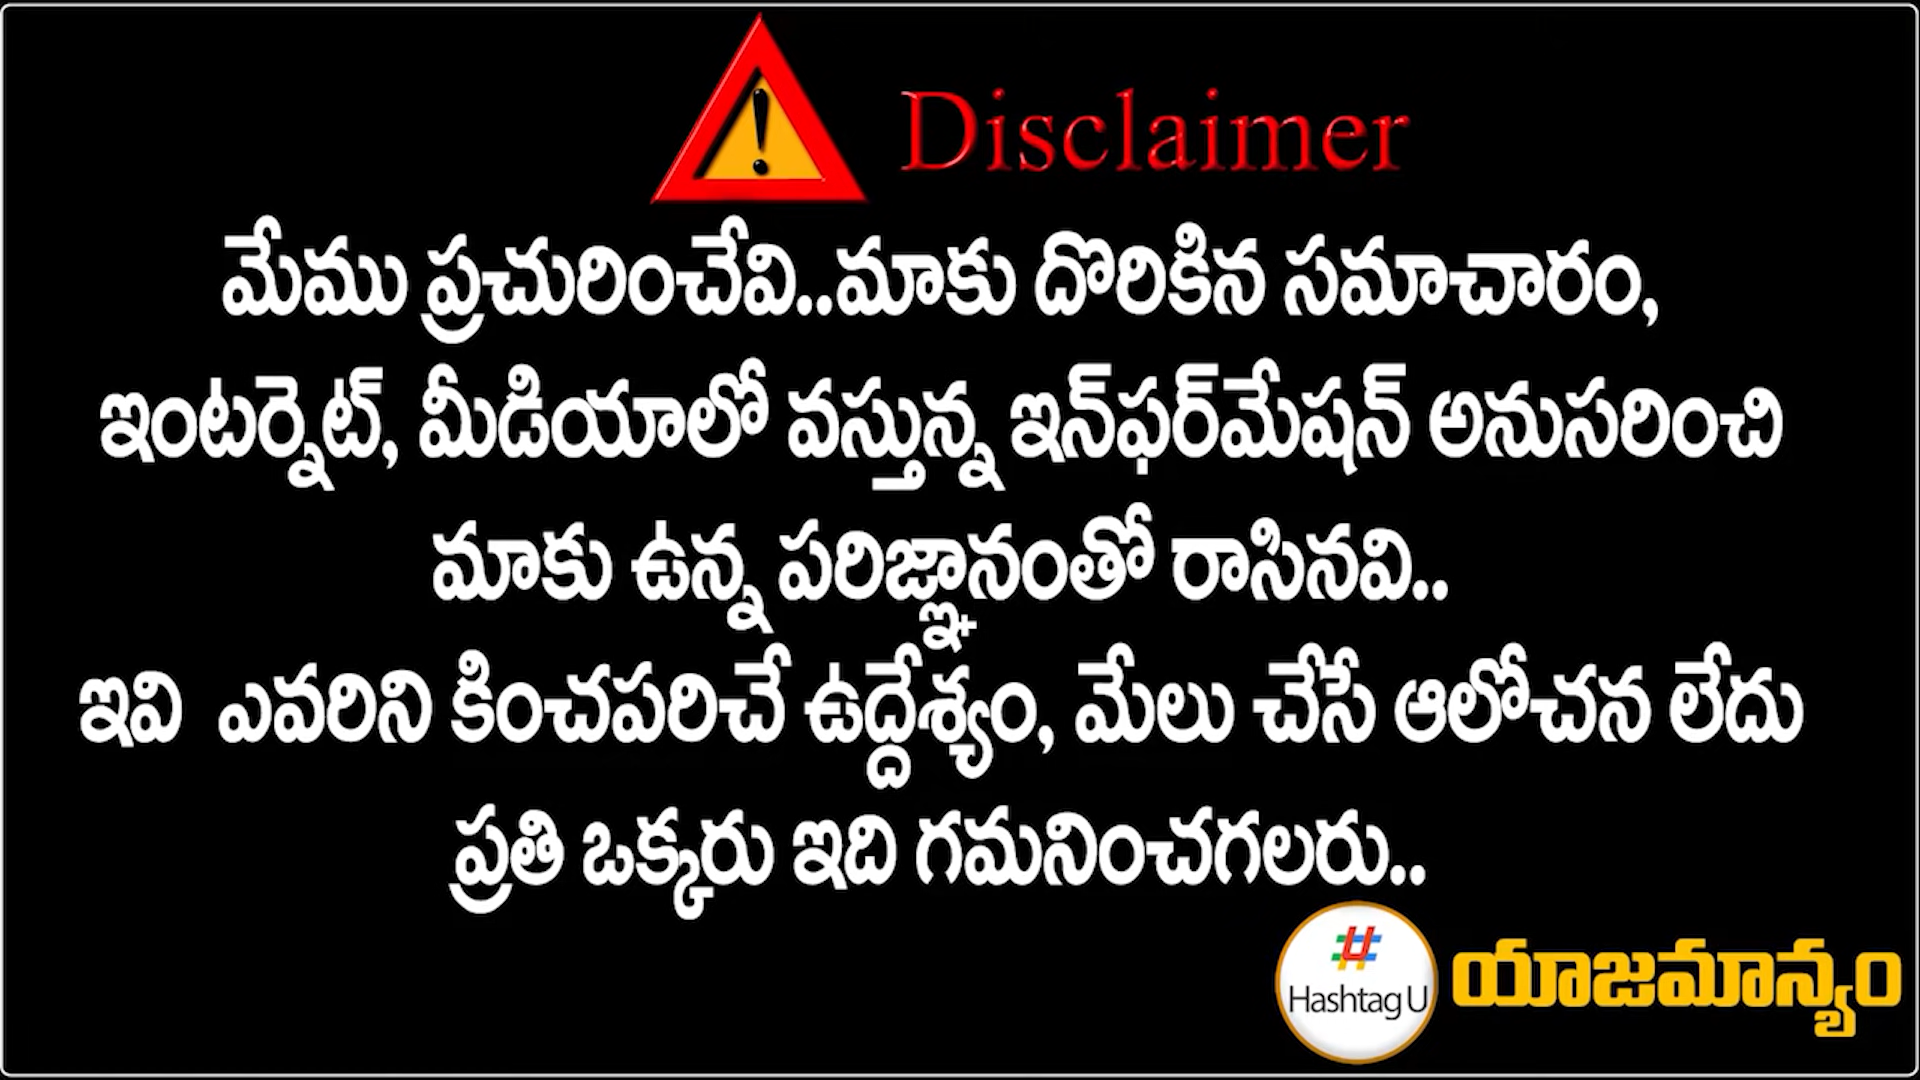 Disclaimer
మేము ప్రచురించేవి..మాకు దొరికిన సమాచారం,
ఇంటర్నెట్, మీడియాలో వస్తున్న ఇన్‌ఫర్‌మేషన్ అనుసరించి
మాకు ఉన్న పరిజ్ఞానంతో రాసినవి..
ఇవి ఎవరిని కించపరిచే ఉద్దేశ్యం, మేలు చేసే ఆలోచన లేదు
ప్రతి ఒక్కరు ఇది గమనించగలరు..
#
Hashtag U
యాజమాన్యం